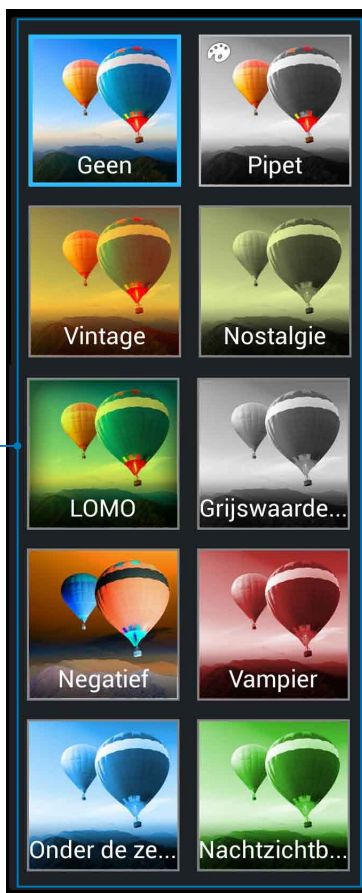 Geen
Pipet
Vintage
Nostalgie
LOMO
Grijswaarde...
Negatief
Vampier
Onder de ze...
Nachtzichtb...